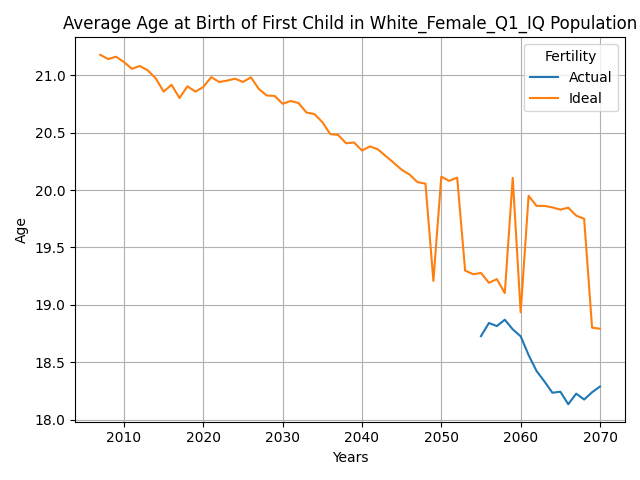 Average Age at Birth of First Child in White_Female_Q1_IQ Population
Fertility
Actual
Ideal
Age
21.0
20.5
20.0
19.5
19.0
18.5
18.0
2010
2020
2030
2040
2050
2060
2070
Years